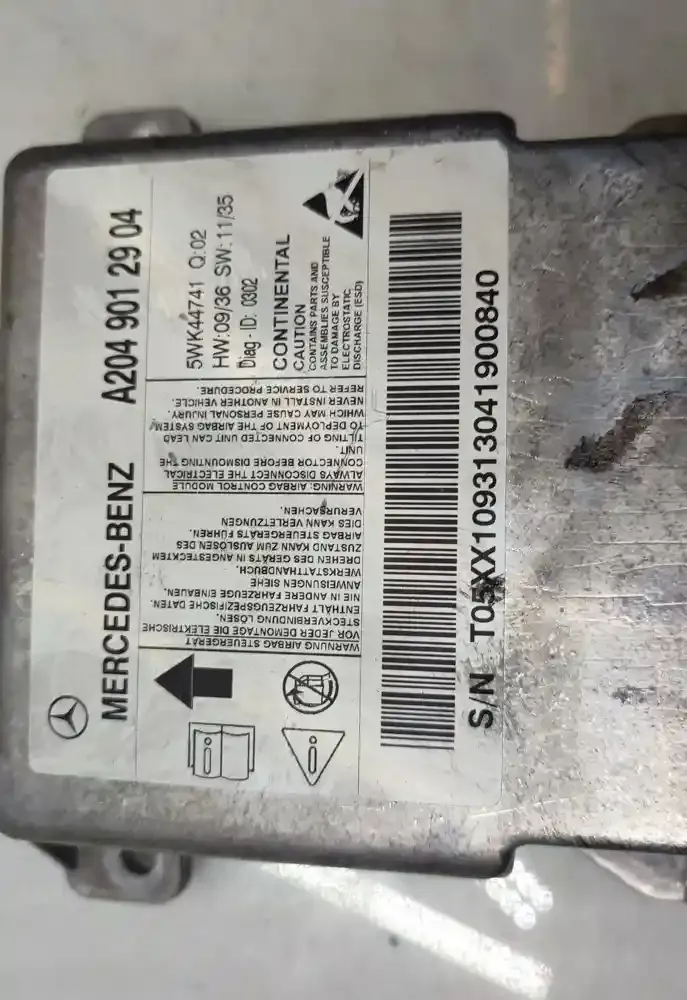 MERCEDES-BENZ A204 901 29 04
5WK44741 Q:02
HW:09/36 SW:11/35
Diag-ID: 0302
CONTINENTAL
CAUTION
CONTAINS PARTS AND
ASSEMBLIES SUSCEPTIBLE
TO DAMAGE BY
ELECTROSTATIC
DISCHARGE (ESD)
WARNING: AIRBAG CONTROL MODULE
ALWAYS DISCONNECT THE ELECTRICAL
CONNECTOR BEFORE DISMOUNTING THE
UNIT.
TILTING OF CONNECTED UNIT CAN LEAD
TO DEPLOYMENT OF THE AIRBAG SYSTEM
WHICH MAY CAUSE PERSONAL INJURY.
NEVER INSTALL IN ANOTHER VEHICLE.
REFER TO SERVICE PROCEDURE.
WARNUNG AIRBAG STEUERGERÄT
VOR JEDER DEMONTAGE DIE ELEKTRISCHE
STECKVERBINDUNG LÖSEN.
ENTHÄLT FAHRZEUGSPEZIFISCHE DATEN.
NIE IN ANDERE FAHRZEUGE EINBAUEN.
ANWEISUNGEN SIEHE
WERKSTATTHANDBUCH.
DREHEN DES GERÄTS IN ANGESTECKTEM
ZUSTAND KANN ZUM AUSLÖSEN DES
AIRBAG STEUERGERÄTS FÜHREN.
DIES KANN VERLETZUNGEN
VERURSACHEN.
S/N T05XX109313041900840